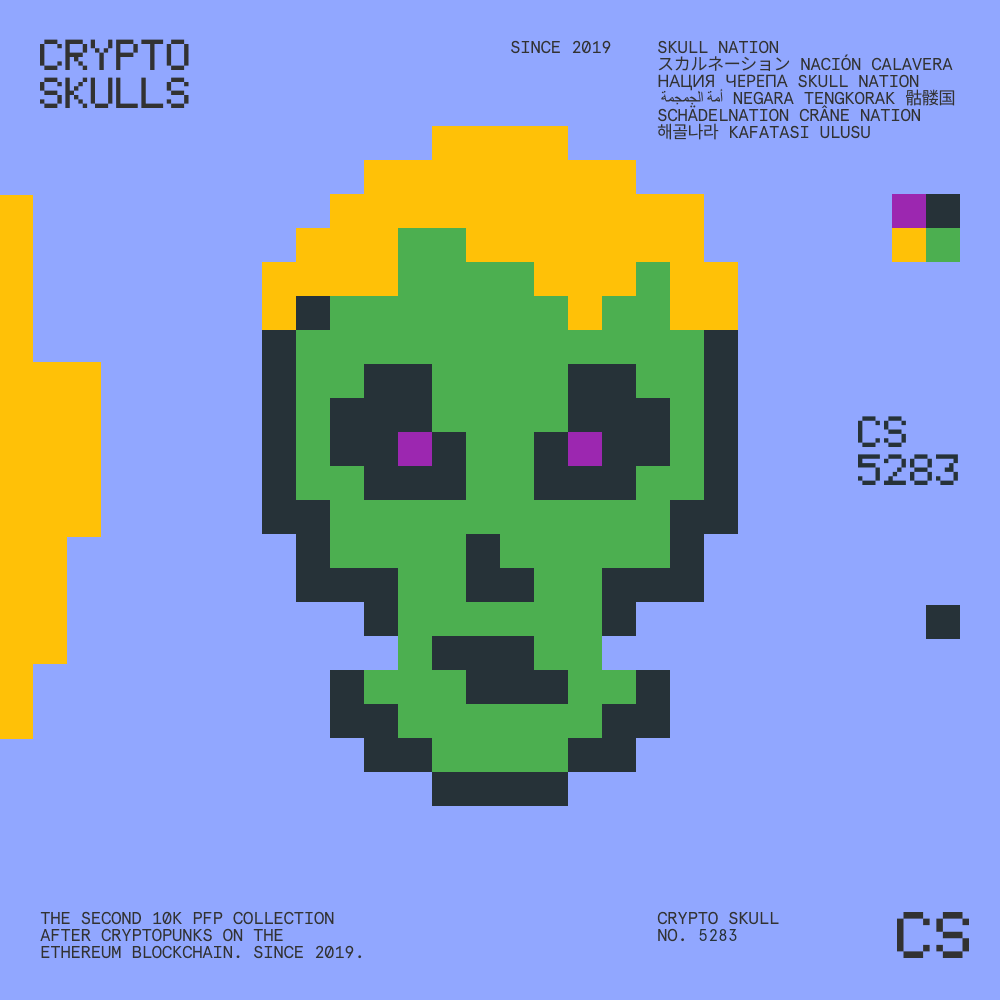 CRYPTO
SKULLS
SINCE 2019
SKULL NATION
スカルネーション NACIÓN CALAVERA
НАЦИЯ ЧЕРЕПА SKULL NATION
أمة الجمجمة NEGARA TENGKORAK 骷髅国
SCHÄDELNATION CRÂNE NATION
해골나라 KAFATASI ULUSU
CS
5283
THE SECOND 10K PFP COLLECTION
AFTER CRYPTOPUNKS ON THE
ETHEREUM BLOCKCHAIN. SINCE 2019.
CRYPTO SKULL
NO. 5283
CS